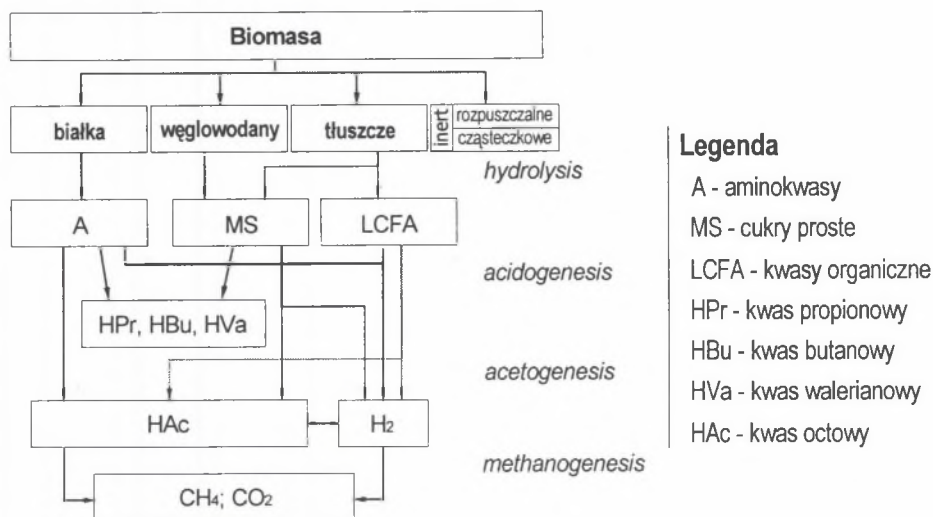 Biomasa
białka
węglowodany
tłuszcze
inert
rozpuszczalne
cząsteczkowe
hydrolysis
A
MS
LCFA
acidogenesis
HPr, HBu, HVa
acetogenesis
HAc
H₂
methanogenesis
CH₄; CO₂
Legenda
A - aminokwasy
MS - cukry proste
LCFA - kwasy organiczne
HPr - kwas propionowy
HBu - kwas butanowy
HVa - kwas walerianowy
HAc - kwas octowy